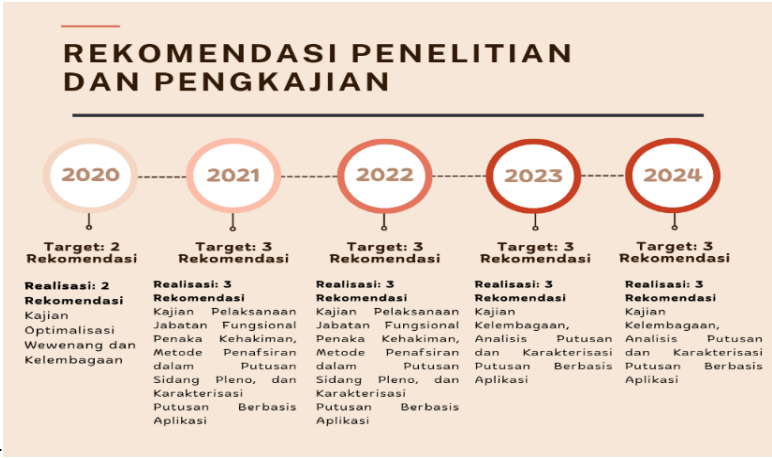 REKOMENDASI PENELITIAN
DAN PENGKAJIAN
2020
Target: 2
Rekomendasi
Realisasi: 2
Rekomendasi
Kajian
Optimalisasi
Wewenang dan
Kelembagaan
2021
Target: 3
Rekomendasi
Realisasi: 3
Rekomendasi
Kajian Pelaksanaan
Jabatan Fungsional
Penaka Kehakiman,
Metode Penafsiran
dalam Putusan
Sidang Pleno, dan
Karakterisasi
Putusan Berbasis
Aplikasi
2022
Target: 3
Rekomendasi
Realisasi: 3
Rekomendasi
Kajian Pelaksanaan
Jabatan Fungsional
Penaka Kehakiman,
Metode Penafsiran
dalam Putusan
Sidang Pleno, dan
Karakterisasi
Putusan Berbasis
Aplikasi
2023
Target: 3
Rekomendasi
Realisasi: 3
Rekomendasi
Kajian
Kelembagaan,
Analisis Putusan
dan Karakterisasi
Putusan Berbasis
Aplikasi
2024
Target: 3
Rekomendasi
Realisasi: 3
Rekomendasi
Kajian
Kelembagaan,
Analisis Putusan
dan Karakterisasi
Putusan Berbasis
Aplikasi